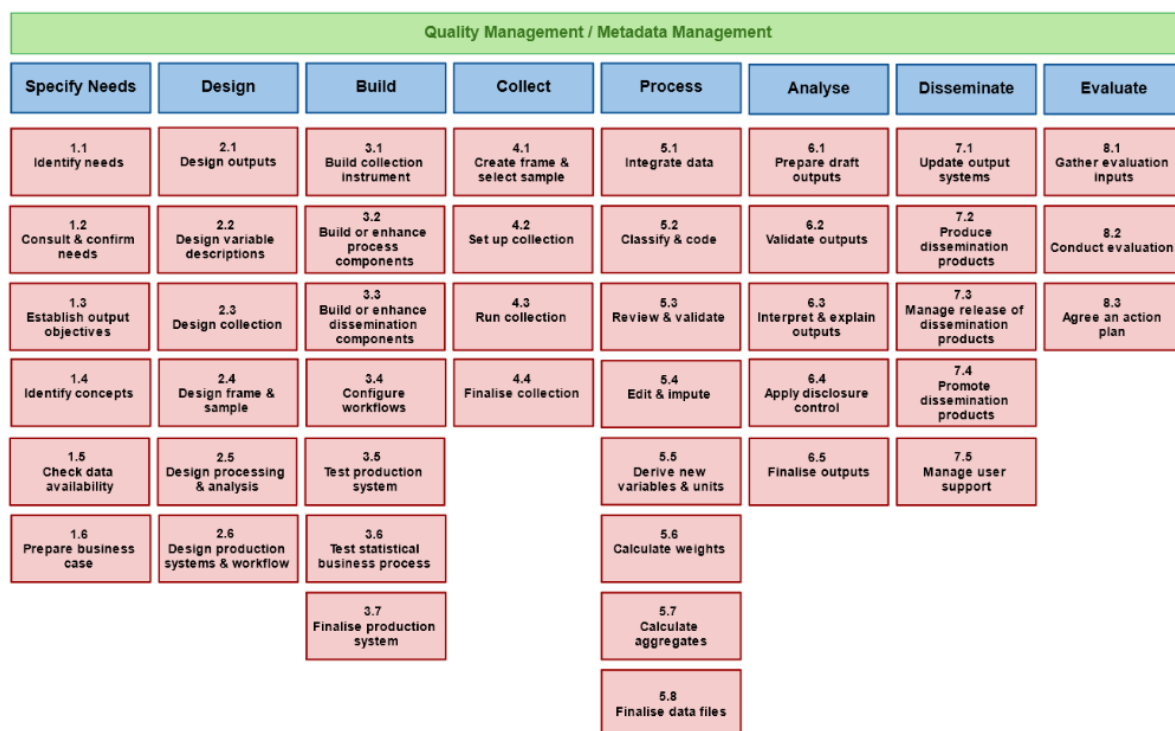 Quality Management / Metadata Management
Specify Needs
Design
Build
Collect
Process
Analyse
Disseminate
Evaluate
1.1
Identify needs
1.2
Consult & confirm
needs
1.3
Establish output
objectives
1.4
Identify concepts
1.5
Check data
availability
1.6
Prepare business
case
2.1
Design outputs
2.2
Design variable
descriptions
2.3
Design collection
2.4
Design frame &
sample
2.5
Design processing
& analysis
2.6
Design production
systems & workflow
3.1
Build collection
instrument
3.2
Build or enhance
process
components
3.3
Build or enhance
dissemination
components
3.4
Configure
workflows
3.5
Test production
system
3.6
Test statistical
business process
3.7
Finalise production
system
4.1
Create frame &
select sample
4.2
Set up collection
4.3
Run collection
4.4
Finalise collection
5.1
Integrate data
5.2
Classify & code
5.3
Review & validate
5.4
Edit & impute
5.5
Derive new
variables & units
5.6
Calculate weights
5.7
Calculate
aggregates
5.8
Finalise data files
6.1
Prepare draft
outputs
6.2
Validate outputs
6.3
Interpret & explain
outputs
6.4
Apply disclosure
control
6.5
Finalise outputs
7.1
Update output
systems
7.2
Produce
dissemination
products
7.3
Manage release of
dissemination
products
7.4
Promote
dissemination
products
7.5
Manage user
support
8.1
Gather evaluation
inputs
8.2
Conduct evaluation
8.3
Agree an action
plan